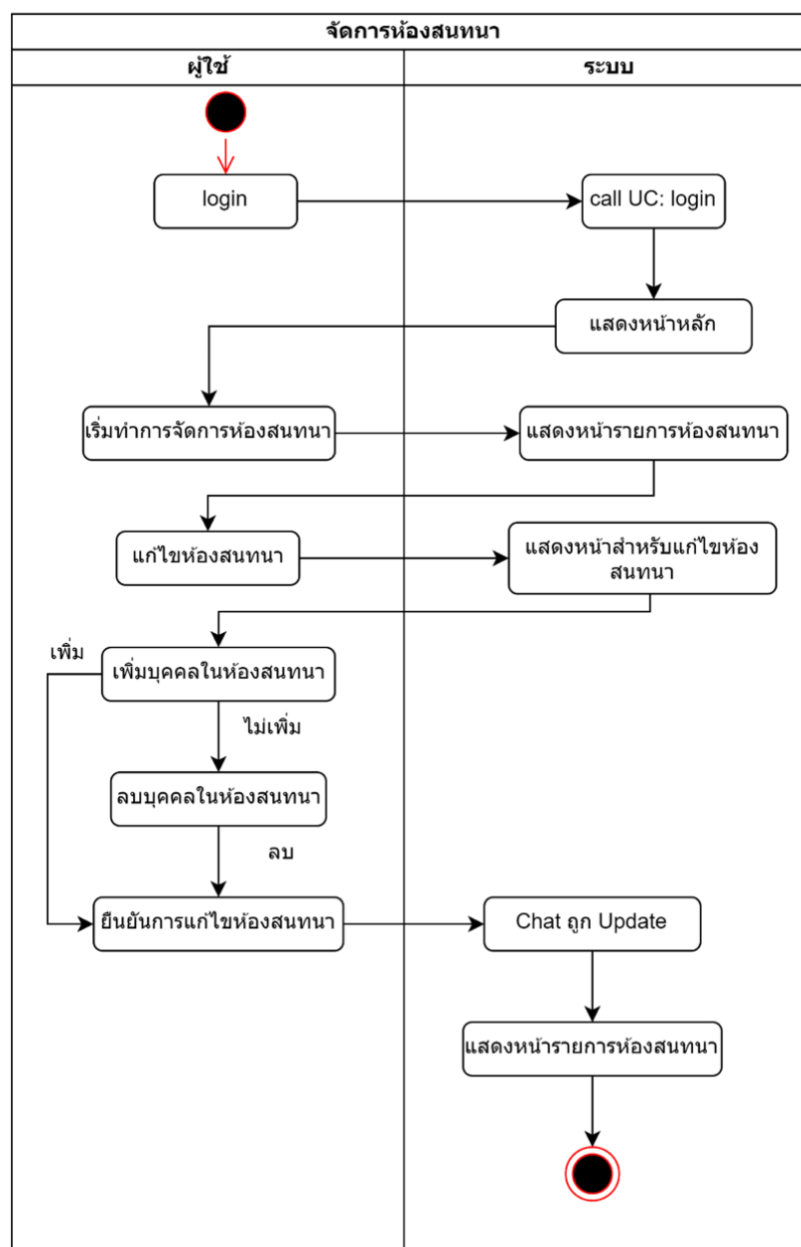 จัดการห้องสนทนา
ผู้ใช้
ระบบ
login
call UC: login
แสดงหน้าหลัก
เริ่มทำการจัดการห้องสนทนา
แสดงหน้ารายการห้องสนทนา
แก้ไขห้องสนทนา
แสดงหน้าสำหรับแก้ไขห้อง
สนทนา
เพิ่ม
เพิ่มบุคคลในห้องสนทนา
ไม่เพิ่ม
ลบบุคคลในห้องสนทนา
ลบ
ยืนยันการแก้ไขห้องสนทนา
Chat ถูก Update
แสดงหน้ารายการห้องสนทนา